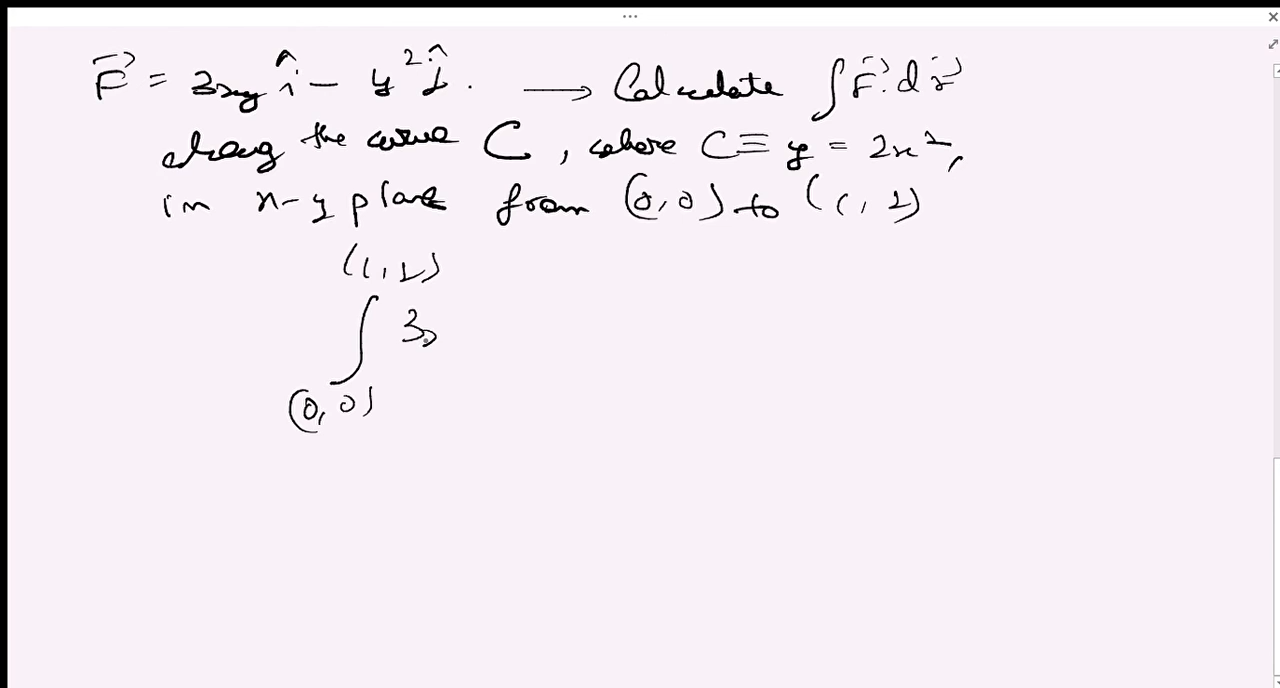 F⃗ = 3xy î − y² ĵ. ⟶ Calculate ∫ F⃗. d r⃗
along the curve C, where C ≡ y = 2x²,
in x-y plane from (0,0) to (1, 2)
(1, 2)
∫ 3
(0, 0)